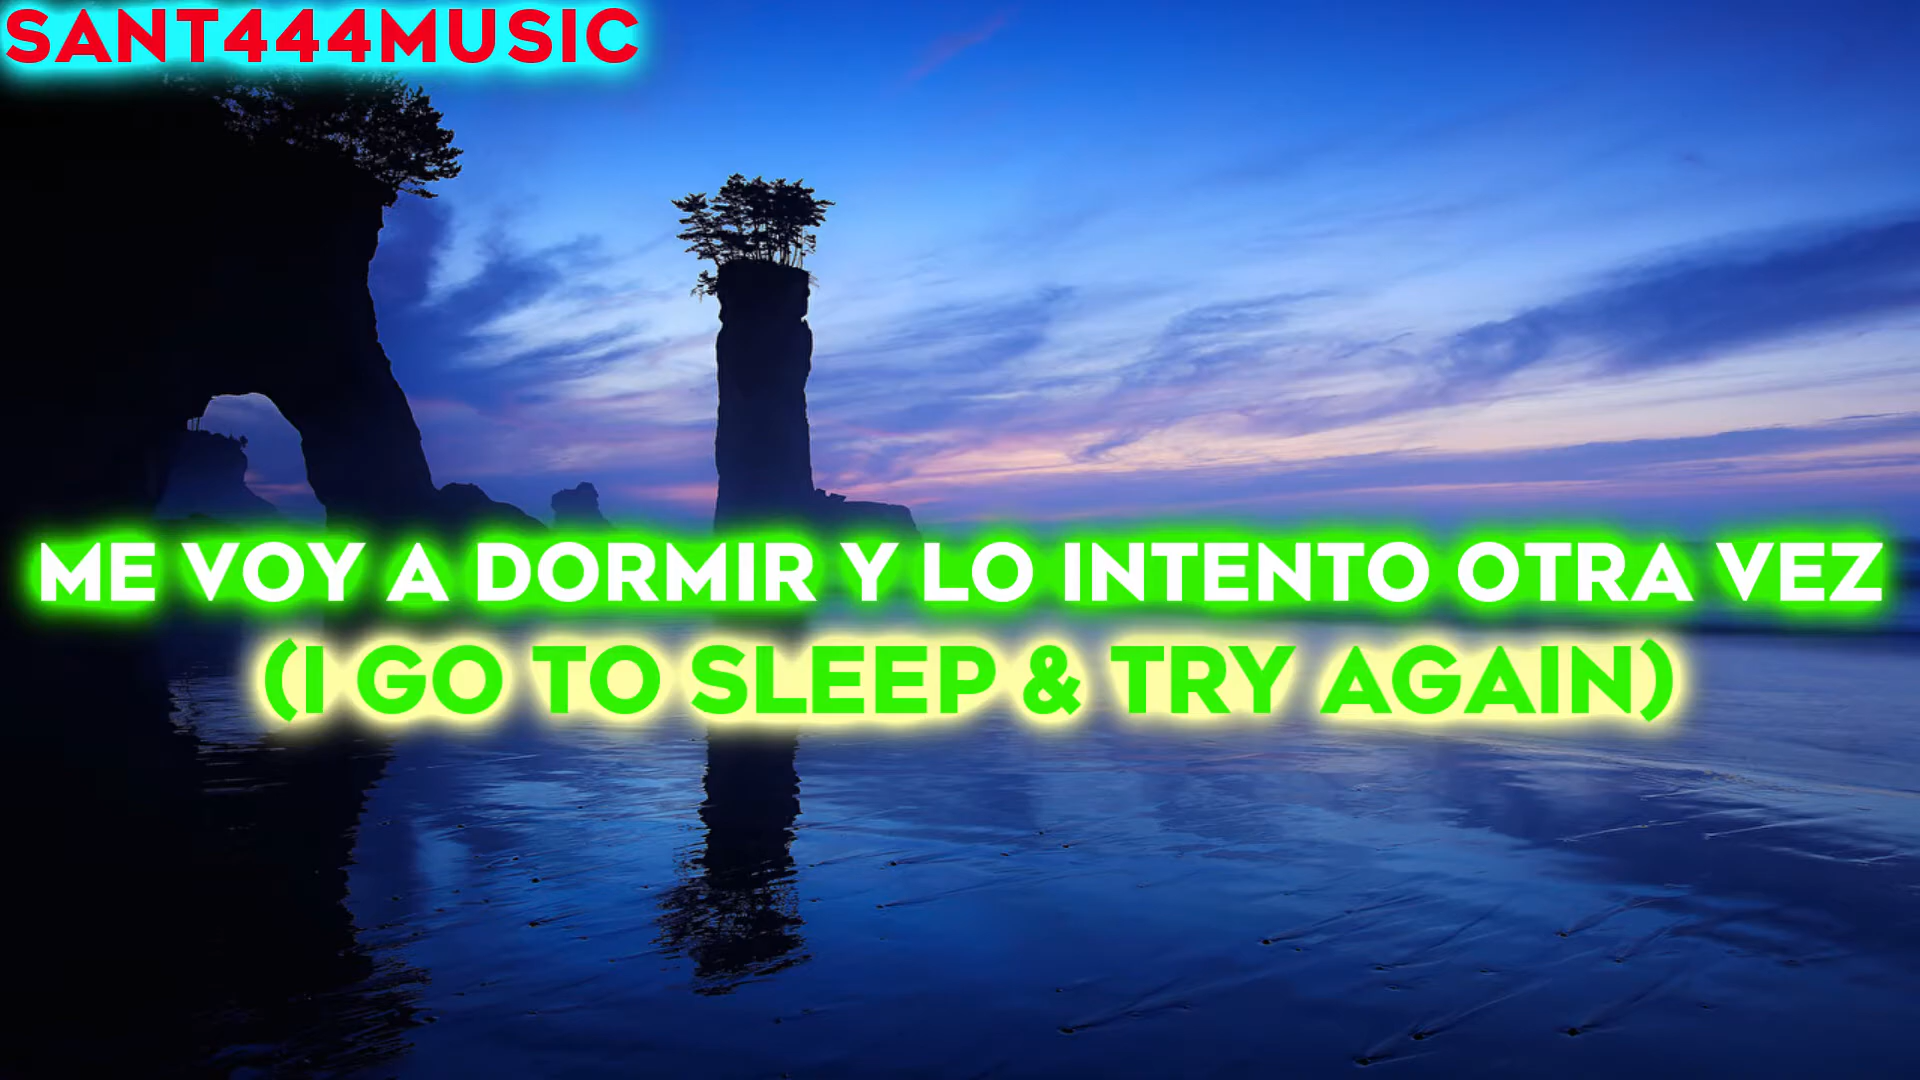 SANT444MUSIC
ME VOY A DORMIR Y LO INTENTO OTRA VEZ
(I GO TO SLEEP & TRY AGAIN)